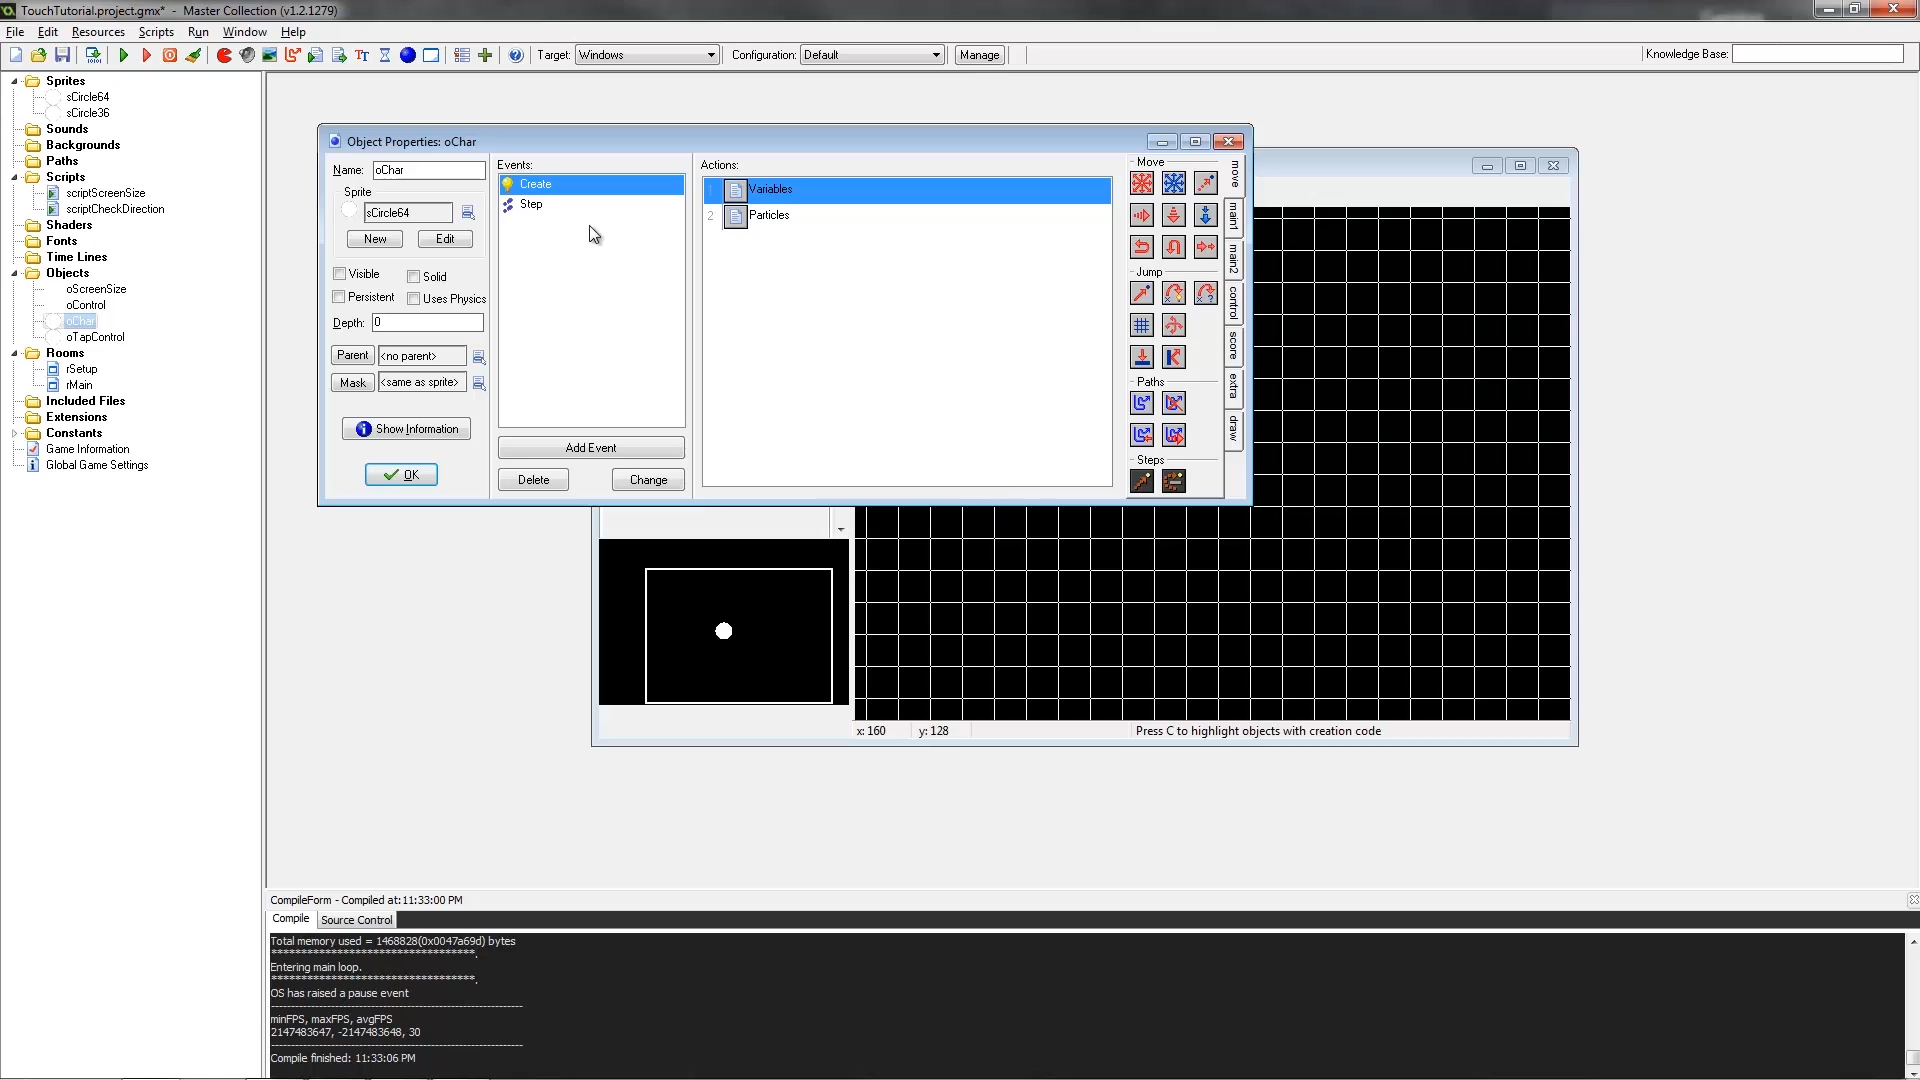 TouchTutorial.project.gmx* - Master Collection (v1.2.1279)
File Edit Resources Scripts Run Window Help
Target: Windows Configuration: Default Manage Knowledge Base:
Sprites
sCircle64
sCircle36
Sounds
Backgrounds
Paths
Scripts
scriptScreenSize
scriptCheckDirection
Shaders
Fonts
Time Lines
Objects
oScreenSize
oControl
oChar
oTapControl
Rooms
rSetup
rMain
Included Files
Extensions
Constants
Game Information
Global Game Settings
Object Properties: oChar
Name: oChar
Sprite
sCircle64
New Edit
Visible Solid
Persistent Uses Physics
Depth: 0
Parent <no parent>
Mask <same as sprite>
Show Information
OK
Events:
Create
Step
Add Event
Delete Change
Actions:
1 Variables
2 Particles
Move
Jump
Paths
Steps
move
main1
main2
control
score
extra
draw
x: 160 y: 128 Press C to highlight objects with creation code
CompileForm - Compiled at: 11:33:00 PM
Compile Source Control
Total memory used = 1468828(0x0047a69d) bytes
***********************************.
Entering main loop.
***********************************.
OS has raised a pause event
---------------------------------------------------------------
minFPS, maxFPS, avgFPS
2147483647, -2147483648, 30
---------------------------------------------------------------
Compile finished: 11:33:06 PM